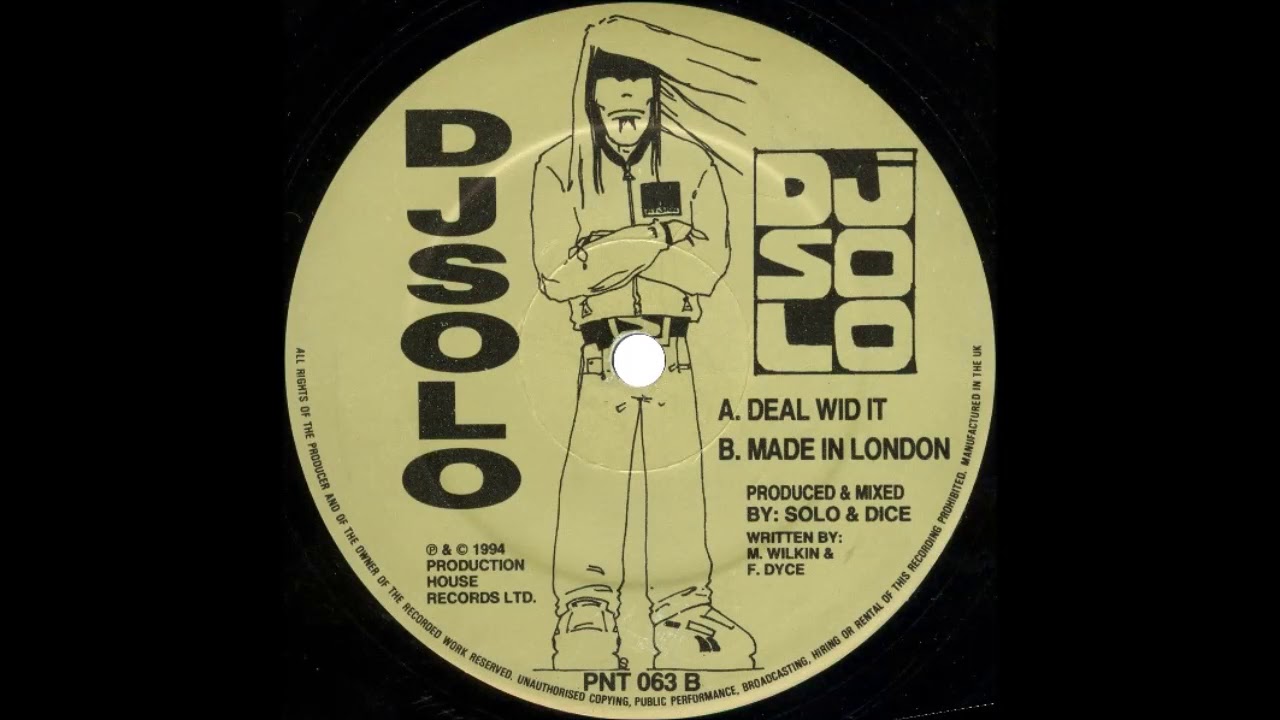 DJ SOLO
DJ
SO
LO
A. DEAL WID IT
B. MADE IN LONDON
PRODUCED & MIXED
BY: SOLO & DICE
WRITTEN BY:
M. WILKIN &
F. DYCE
℗ & © 1994
PRODUCTION
HOUSE
RECORDS LTD.
PNT 063 B
ALL RIGHTS OF THE PRODUCER AND OF THE OWNER OF THE RECORDED WORK RESERVED. UNAUTHORISED COPYING, PUBLIC PERFORMANCE, BROADCASTING, HIRING OR RENTAL OF THIS RECORDING PROHIBITED. MANUFACTURED IN THE UK